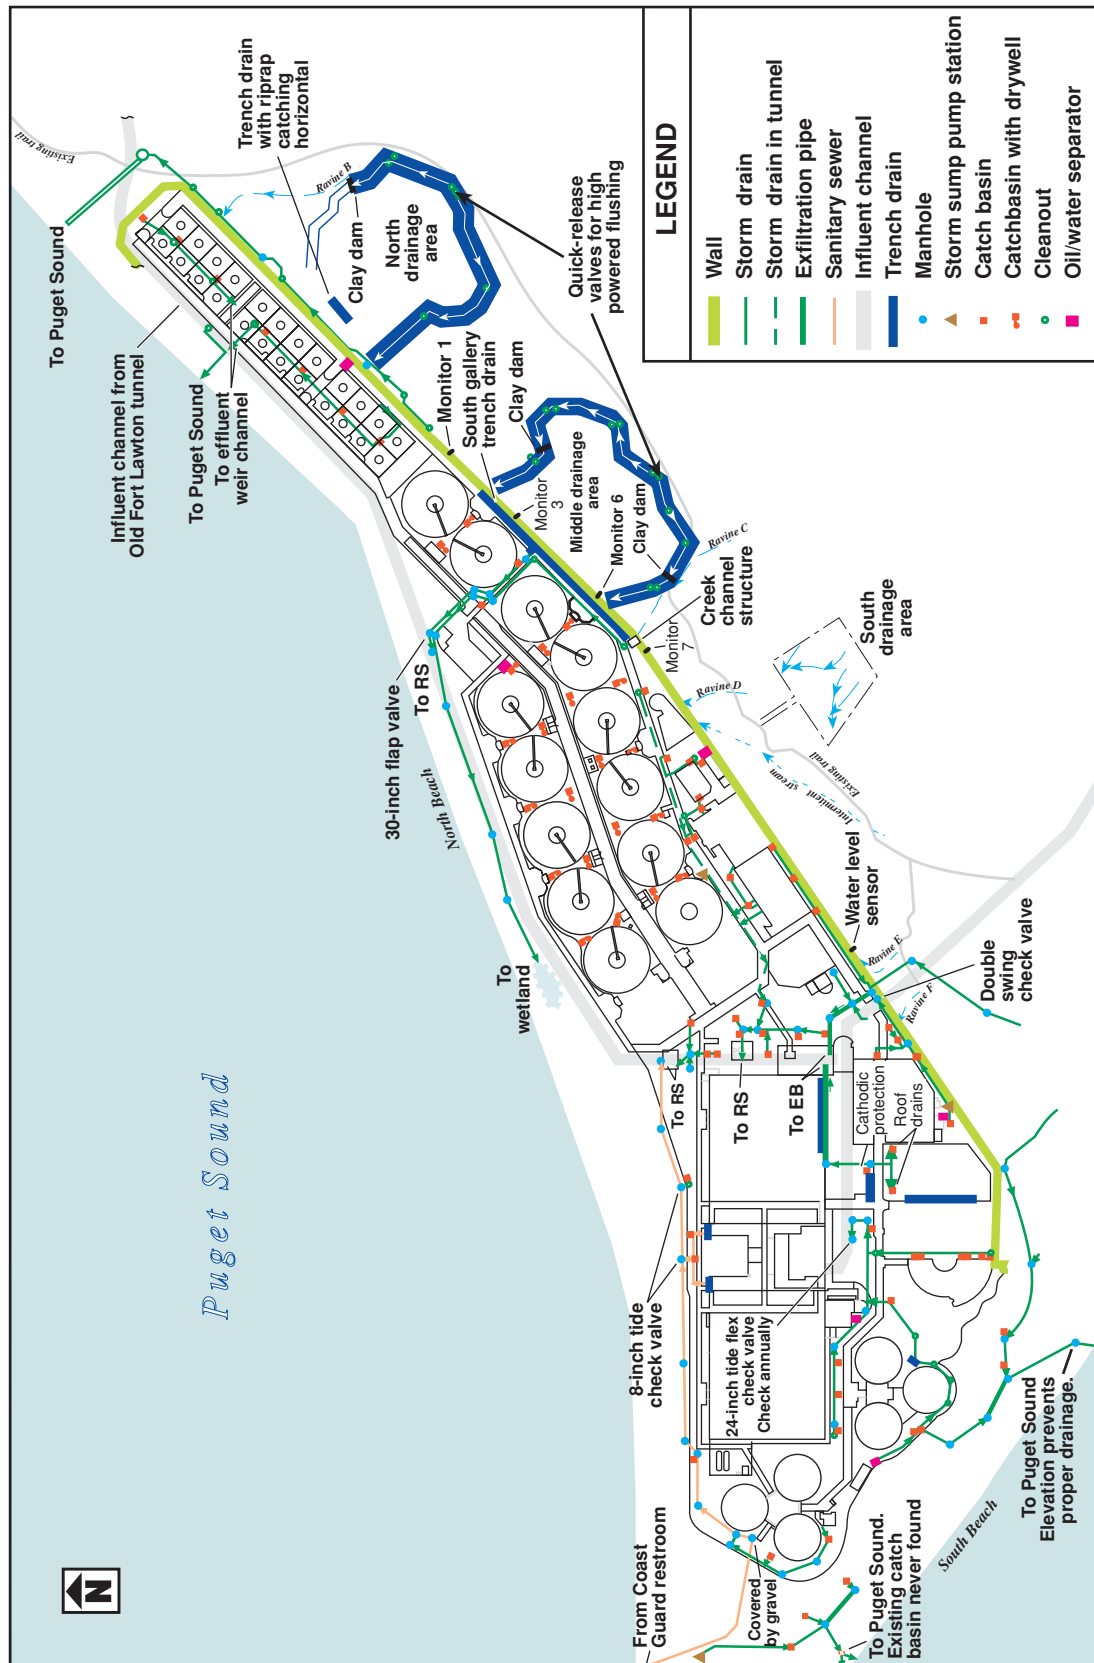 Existing trail
To Puget Sound
Trench drain
with riprap
catching
horizontal
Ravine B
Clay dam
North
drainage
area
Influent channel from
Old Fort Lawton tunnel
To Puget Sound
To effluent
weir channel
Quick-release
valves for high
powered flushing
Monitor 1
South gallery
trench drain
Clay dam
Monitor
3
Middle drainage
area
Monitor 6
Clay dam
Ravine C
Creek
channel
structure
Monitor
7
South
drainage
area
Ravine D
Existing trail
Intermitent
stream
30-inch flap valve
To RS
North Beach
To
wetland
Water level
sensor
Ravine E
Double
swing
check valve
Ravine F
Puget Sound
To RS
To RS
To EB
Cathodic
protection
Roof
drains
8-inch tide
check valve
24-inch tide flex
check valve
Check annually
To Puget Sound
Elevation prevents
proper drainage.
South Beach
From Coast
Guard restroom
Covered
by gravel
To Puget Sound.
Existing catch
basin never found
N
LEGEND
Wall
Storm drain
Storm drain in tunnel
Exfiltration pipe
Sanitary sewer
Influent channel
Trench drain
Manhole
Storm sump pump station
Catch basin
Catchbasin with drywell
Cleanout
Oil/water separator